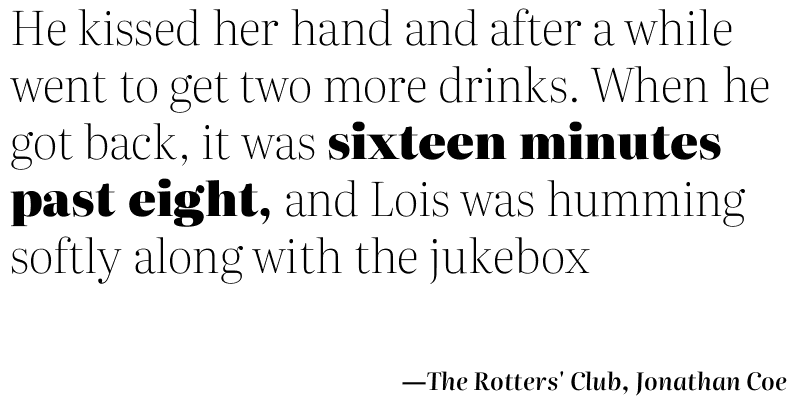 He kissed her hand and after a while
went to get two more drinks. When he
got back, it was sixteen minutes
past eight, and Lois was humming
softly along with the jukebox
—The Rotters' Club, Jonathan Coe